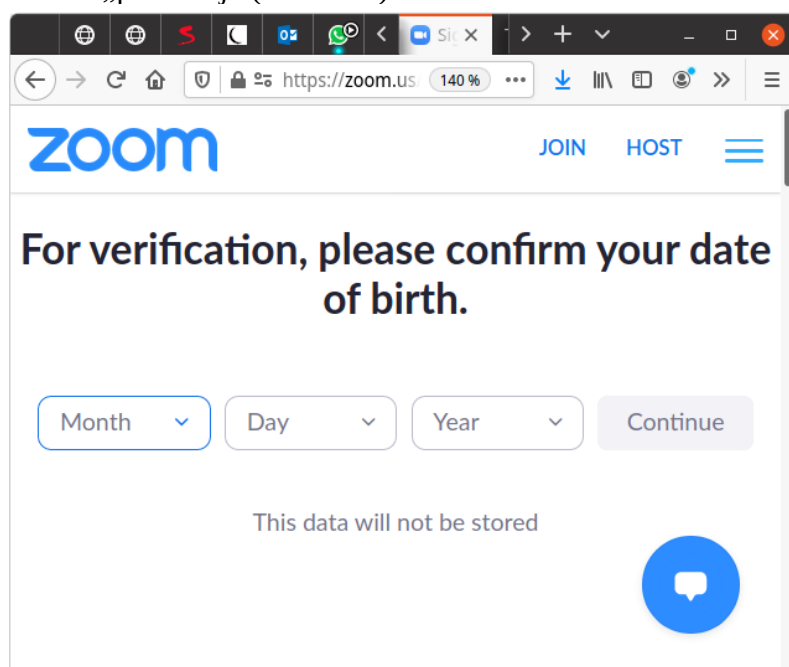 Si
https://zoom.us/ 140 %
zoom JOIN HOST
For verification, please confirm your date
of birth.
Month Day Year Continue
This data will not be stored